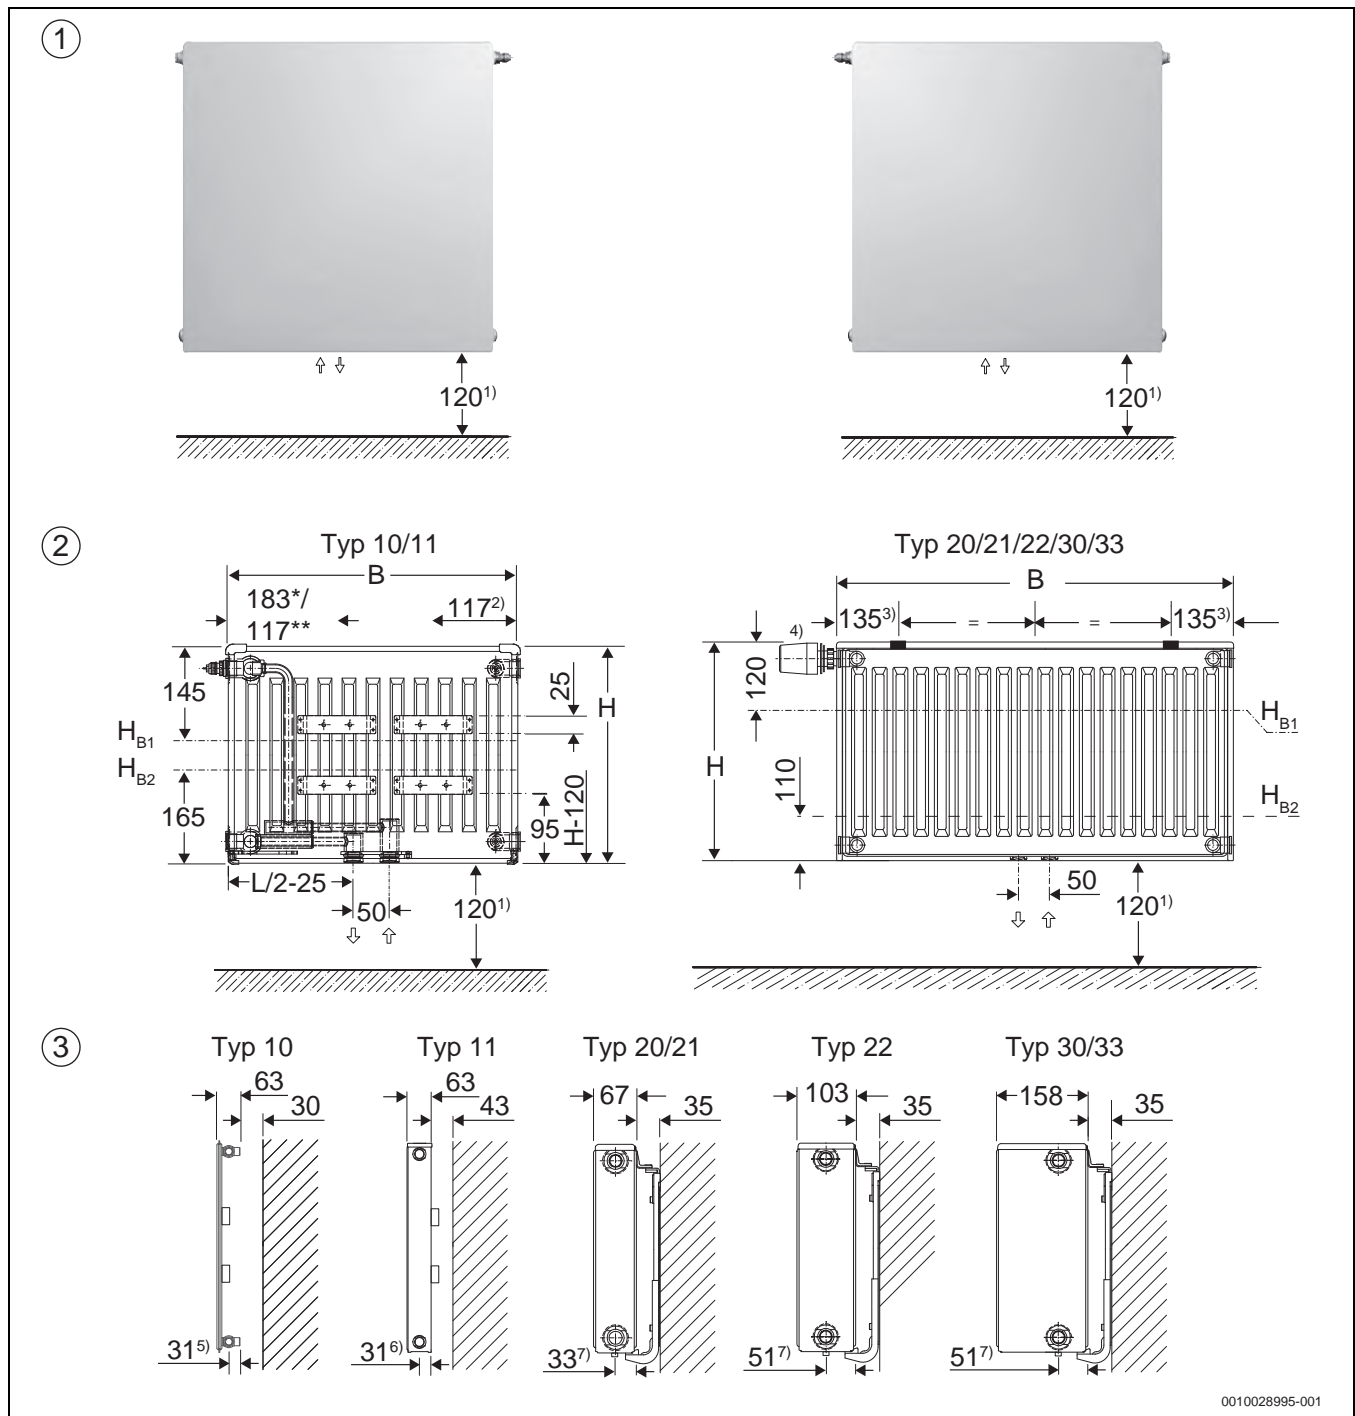 1
120¹⁾ 120¹⁾
2
Typ 10/11 Typ 20/21/22/30/33
B B
183*/ 117²⁾ 135³⁾ = = 135³⁾
117**
4)
145 25 H 120
H_B1 H_B1
H_B2 H 110 H_B2
165 95 H-120
L/2-25 50 120¹⁾ 50 120¹⁾
3
Typ 10 Typ 11 Typ 20/21 Typ 22 Typ 30/33
63 63 67 103 158
30 43 35 35 35
31⁵⁾ 31⁶⁾ 33⁷⁾ 51⁷⁾ 51⁷⁾
0010028995-001